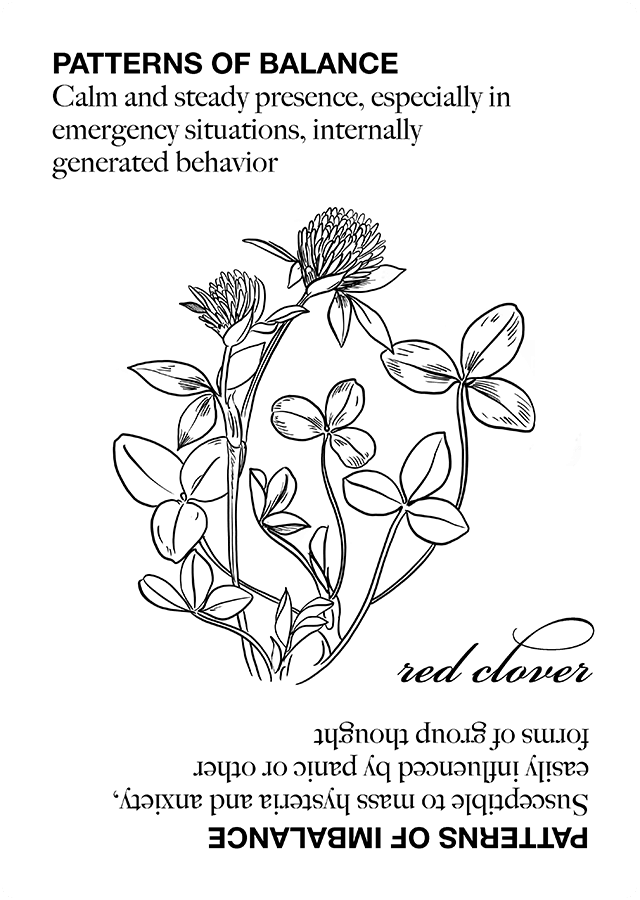 PATTERNS OF BALANCE
Calm and steady presence, especially in
emergency situations, internally
generated behavior
red clover
PATTERNS OF IMBALANCE
Susceptible to mass hysteria and anxiety,
easily influenced by panic or other
forms of group thought